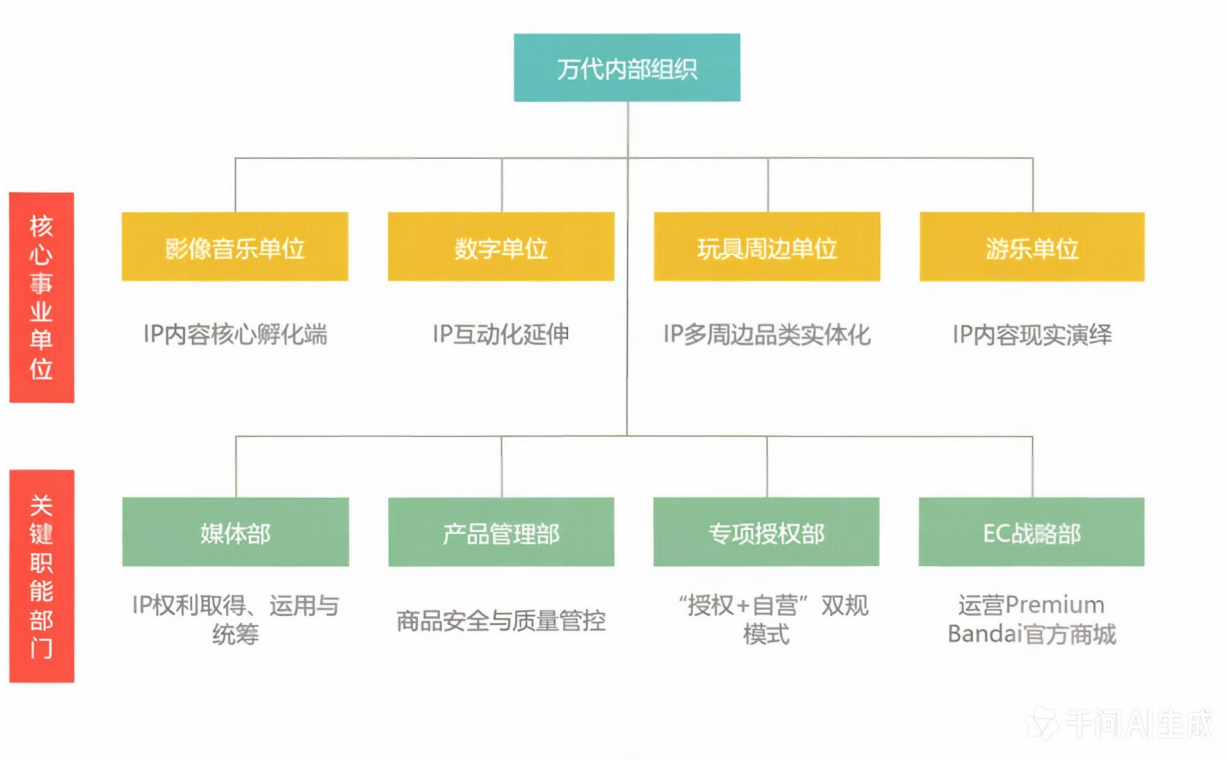 万代内部组织
核心事业单位
影像音乐单位
数字单位
玩具周边单位
游乐单位
IP内容核心孵化端
IP互动化延伸
IP多周边品类实体化
IP内容现实演绎
关键职能部门
媒体部
产品管理部
专项授权部
EC战略部
IP权利取得、运用与
统筹
商品安全与质量管控
“授权+自营”双规
模式
运营Premium
Bandai官方商城
千问AI生成